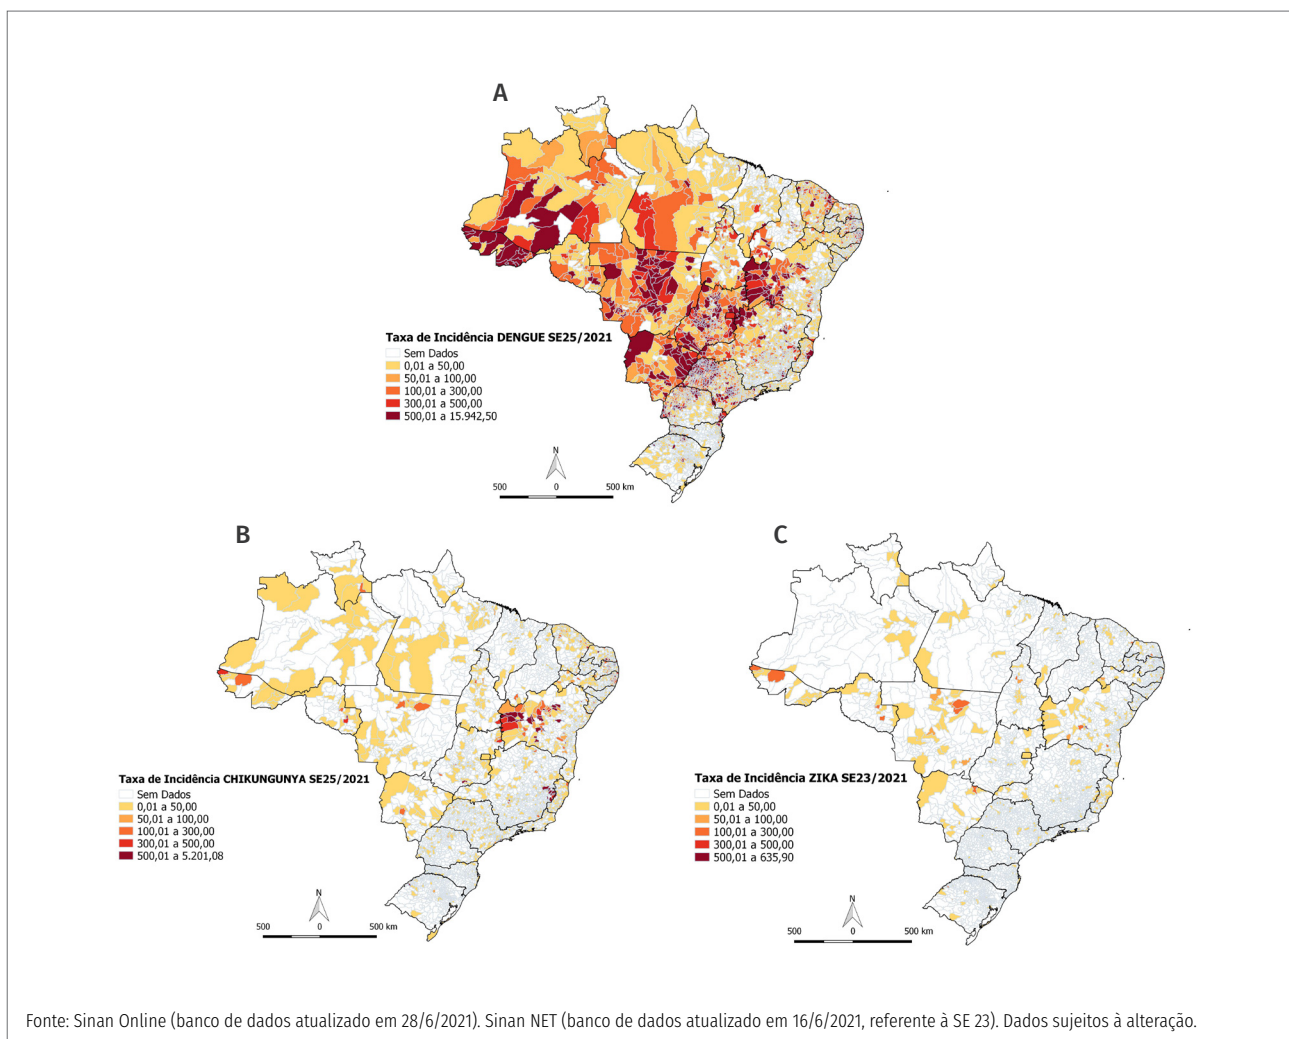 A
Taxa de Incidência DENGUE SE25/2021
Sem Dados
0,01 a 50,00
50,01 a 100,00
100,01 a 300,00
300,01 a 500,00
500,01 a 15.942,50
N
500 0 500 km
B
Taxa de Incidência CHIKUNGUNYA SE25/2021
Sem Dados
0,01 a 50,00
50,01 a 100,00
100,01 a 300,00
300,01 a 500,00
500,01 a 5.201,08
N
500 0 500 km
C
Taxa de Incidência ZIKA SE23/2021
Sem Dados
0,01 a 50,00
50,01 a 100,00
100,01 a 300,00
300,01 a 500,00
500,01 a 635,90
N
500 0 500 km
Fonte: Sinan Online (banco de dados atualizado em 28/6/2021). Sinan NET (banco de dados atualizado em 16/6/2021, referente à SE 23). Dados sujeitos à alteração.